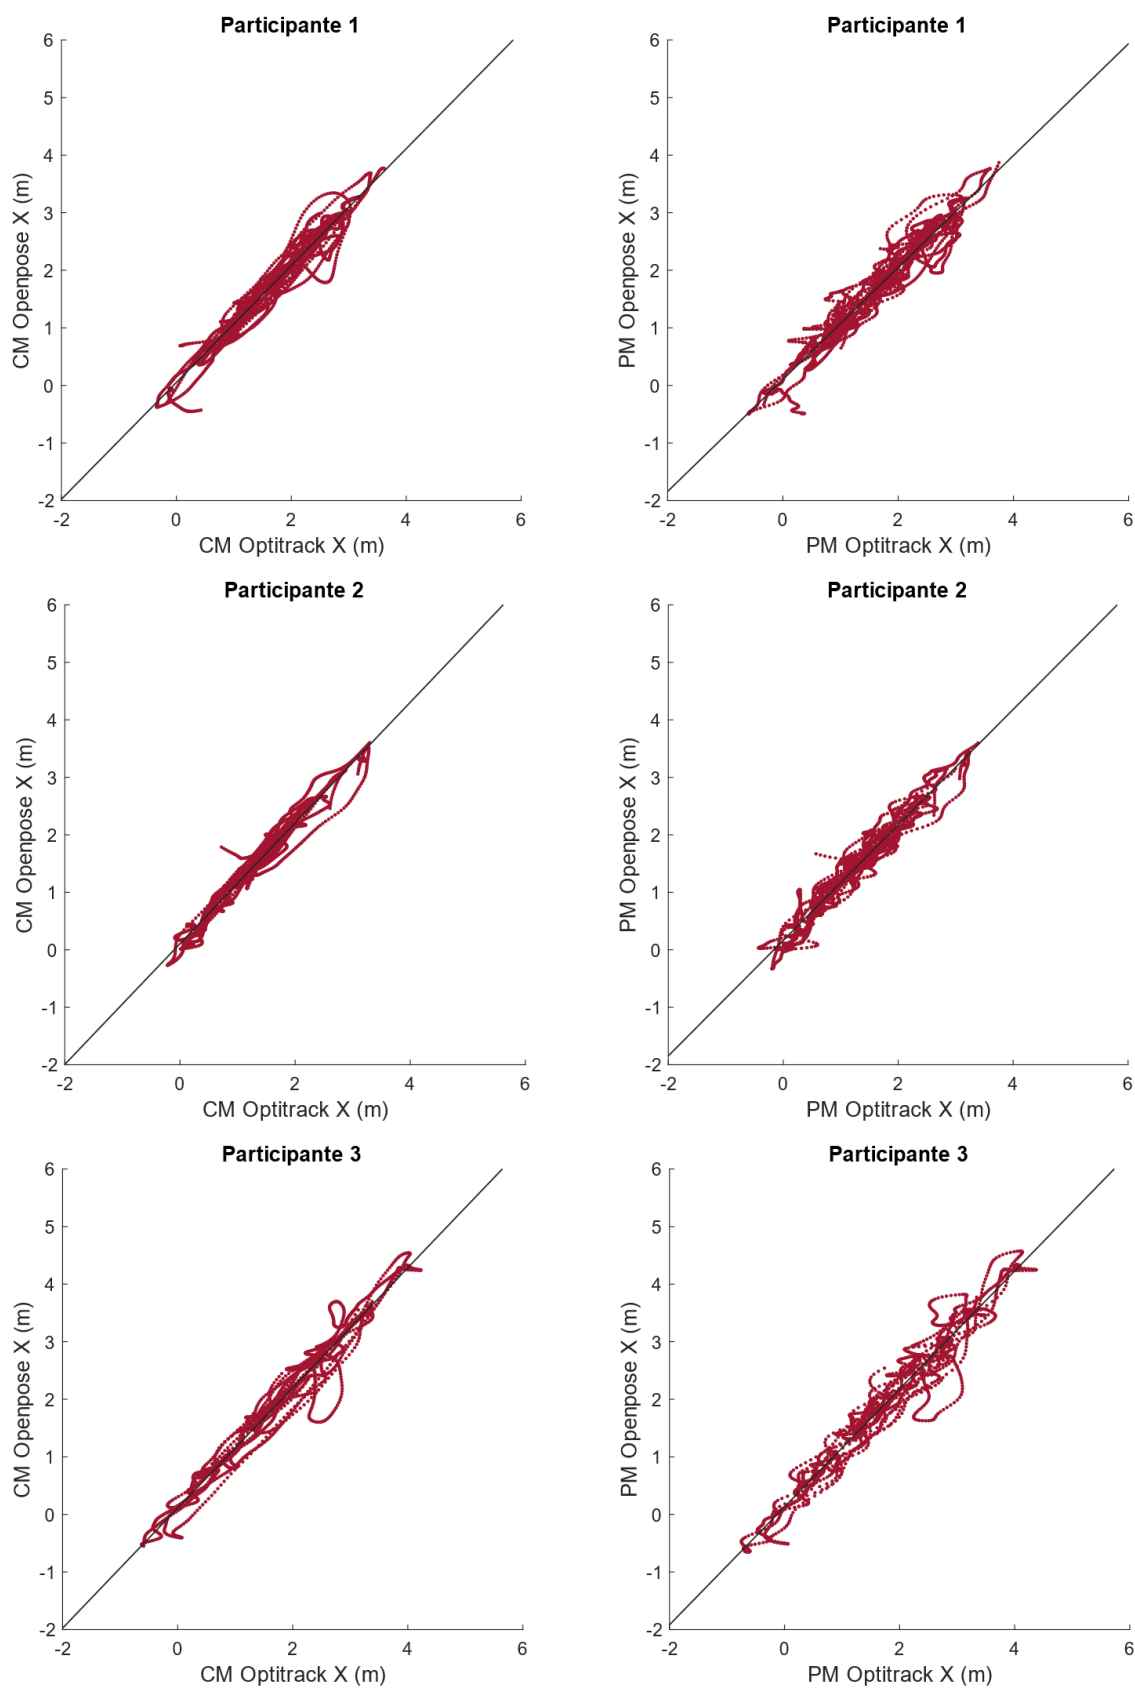 Participante 1
6
5
4
3
2
1
0
-1
-2
-2 0 2 4 6
CM Openpose X (m)
CM Optitrack X (m)
Participante 1
6
5
4
3
2
1
0
-1
-2
-2 0 2 4 6
PM Openpose X (m)
PM Optitrack X (m)
Participante 2
6
5
4
3
2
1
0
-1
-2
-2 0 2 4 6
CM Openpose X (m)
CM Optitrack X (m)
Participante 2
6
5
4
3
2
1
0
-1
-2
-2 0 2 4 6
PM Openpose X (m)
PM Optitrack X (m)
Participante 3
6
5
4
3
2
1
0
-1
-2
-2 0 2 4 6
CM Openpose X (m)
CM Optitrack X (m)
Participante 3
6
5
4
3
2
1
0
-1
-2
-2 0 2 4 6
PM Openpose X (m)
PM Optitrack X (m)